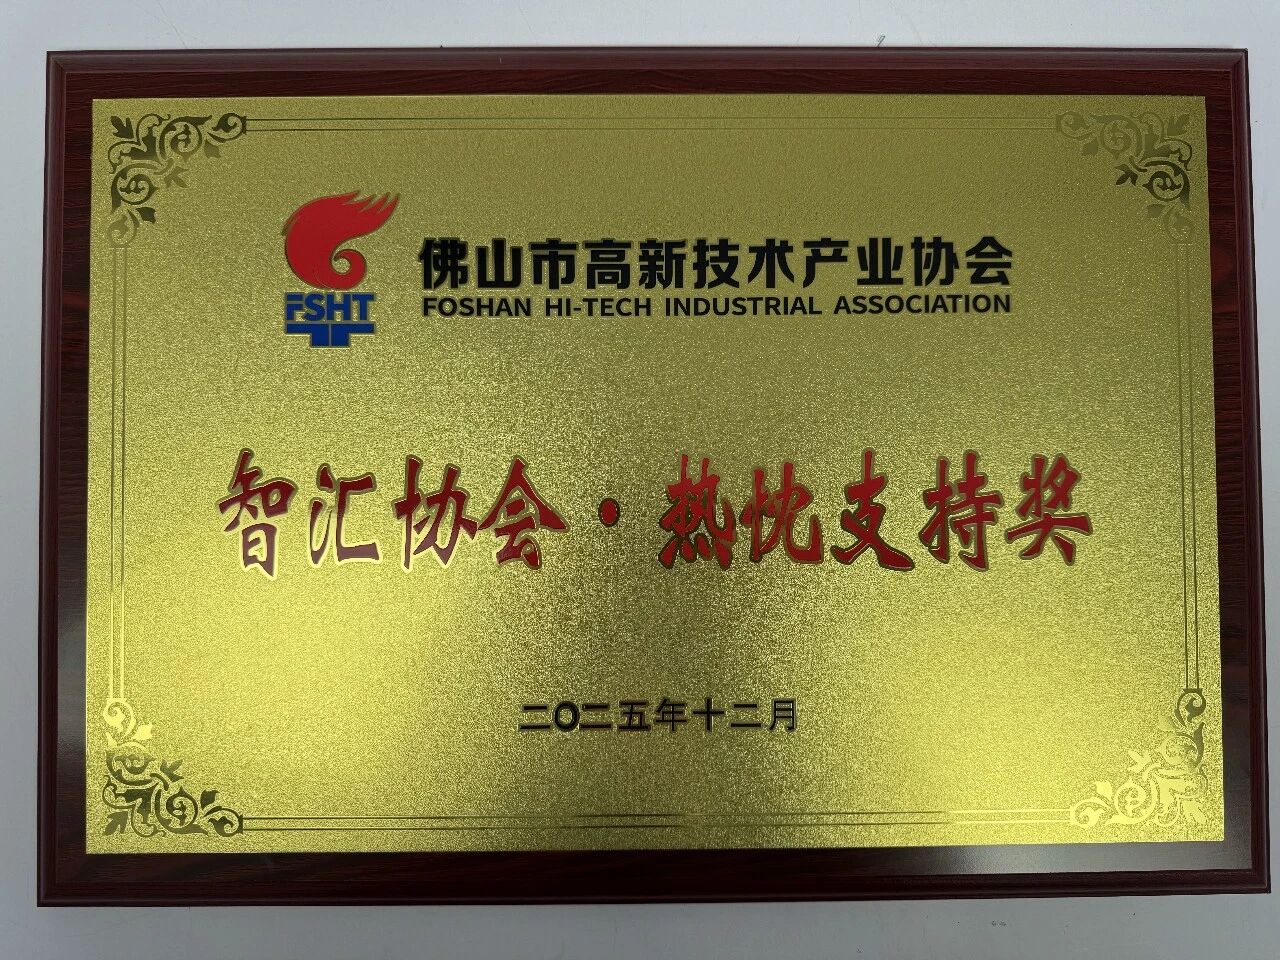 佛山市高新技术产业协会
FSHT
FOSHAN HI-TECH INDUSTRIAL ASSOCIATION
智汇协会·热忱支持奖
二O二五年十二月